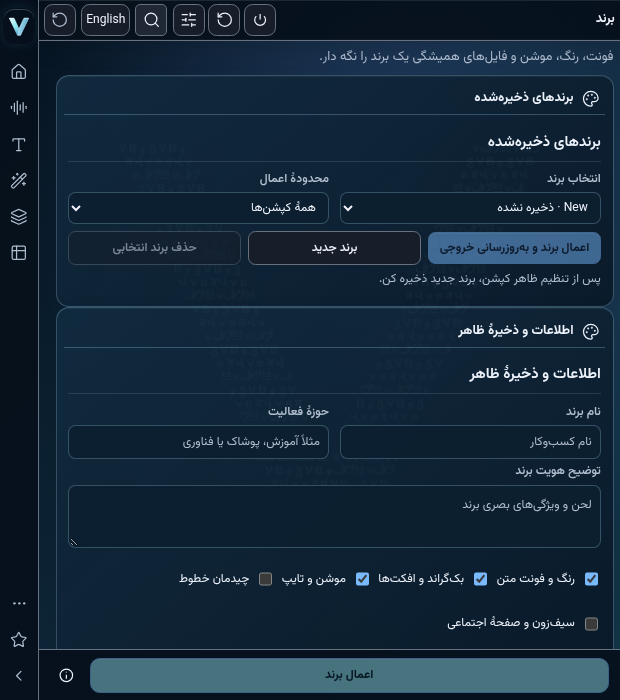 برند
English
فونت، رنگ، موشن و فایل‌های همیشگی یک برند را نگه دار.
برندهای ذخیره‌شده
برندهای ذخیره‌شده
انتخاب برند
محدودهٔ اعمال
New · ذخیره نشده
همهٔ کپشن‌ها
اعمال برند و به‌روزرسانی خروجی
برند جدید
حذف برند انتخابی
پس از تنظیم ظاهر کپشن، برند جدید ذخیره کن.
اطلاعات و ذخیرهٔ ظاهر
اطلاعات و ذخیرهٔ ظاهر
نام برند
حوزهٔ فعالیت
نام کسب‌وکار
مثلاً آموزش، پوشاک یا فناوری
توضیح هویت برند
لحن و ویژگی‌های بصری برند
رنگ و فونت متن
بک‌گراند و افکت‌ها
موشن و تایپ
چیدمان خطوط
سیف‌زون و صفحهٔ اجتماعی
اعمال برند